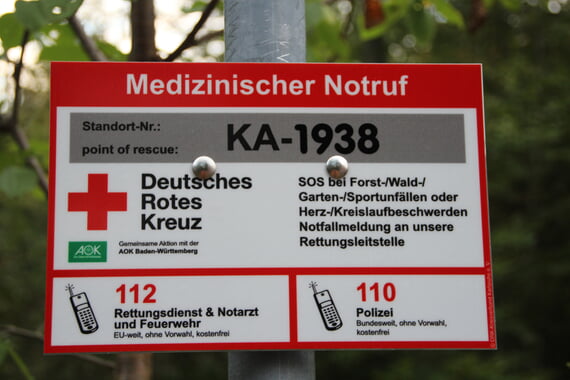 Medizinischer Notruf
Standort-Nr.:
point of rescue:
KA-1938
Deutsches
Rotes
Kreuz
SOS bei Forst-/Wald-/
Garten-/Sportunfällen oder
Herz-/Kreislaufbeschwerden
Notfallmeldung an unsere
Rettungsleitstelle
AOK
Gemeinsame Aktion mit der
AOK Baden-Württemberg
112
Rettungsdienst & Notarzt
und Feuerwehr
EU-weit, ohne Vorwahl, kostenfrei
110
Polizei
Bundesweit, ohne Vorwahl,
kostenfrei